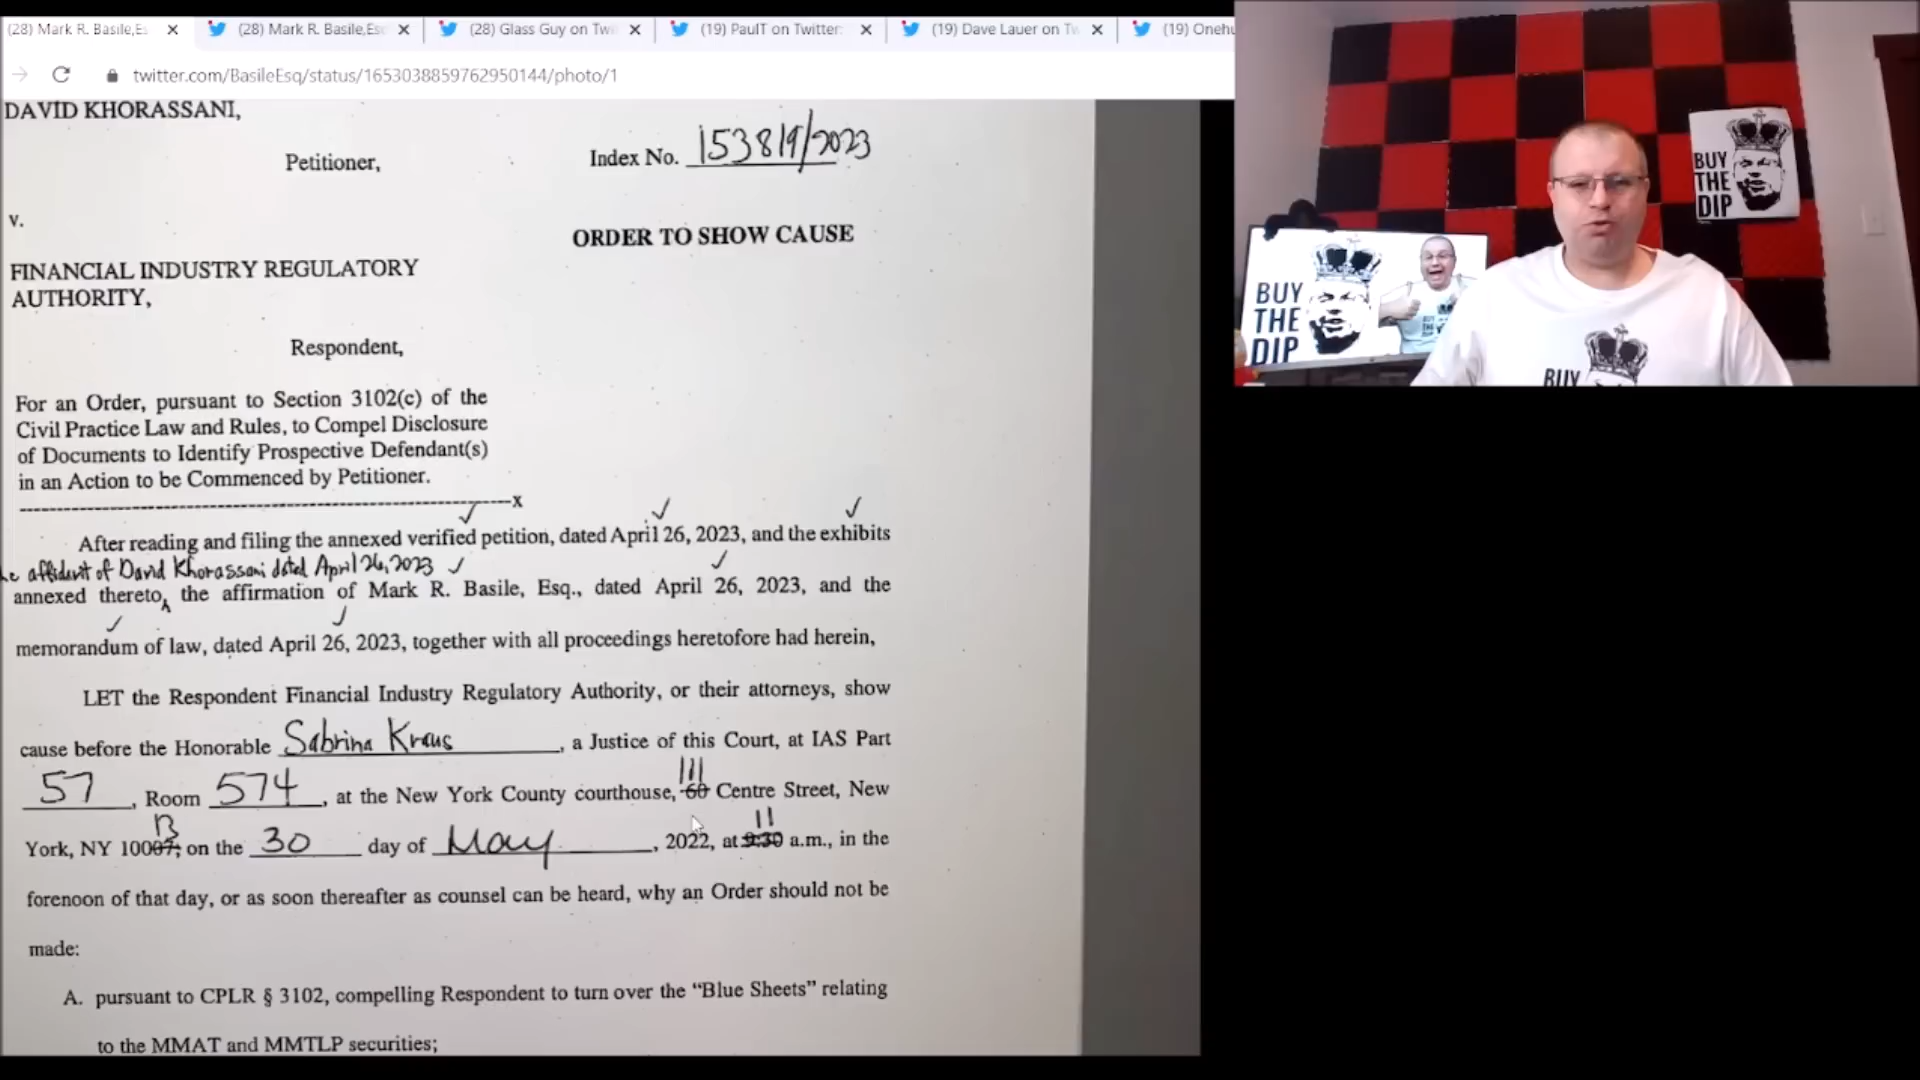 (28) Mark R. Basile,Es
(28) Mark R. Basile,Esc
(28) Glass Guy on Twi
(19) PaulT on Twitter:
(19) Dave Lauer on Tw
(19) Onehu
twitter.com/BasileEsq/status/1653038859762950144/photo/1
DAVID KHORASSANI,
Petitioner,
Index No. 153819/2023
v.
ORDER TO SHOW CAUSE
FINANCIAL INDUSTRY REGULATORY
AUTHORITY,
Respondent,
For an Order, pursuant to Section 3102(c) of the
Civil Practice Law and Rules, to Compel Disclosure
of Documents to Identify Prospective Defendant(s)
in an Action to be Commenced by Petitioner.
-----x
After reading and filing the annexed verified petition, dated April 26, 2023, and the exhibits
affidavit of David Khorassani dated April 26, 2023
annexed thereto, the affirmation of Mark R. Basile, Esq., dated April 26, 2023, and the
memorandum of law, dated April 26, 2023, together with all proceedings heretofore had herein,
LET the Respondent Financial Industry Regulatory Authority, or their attorneys, show
cause before the Honorable Sabrina Kraus, a Justice of this Court, at IAS Part
111
57, Room 574, at the New York County courthouse, 60 Centre Street, New
13 11
York, NY 10007; on the 30 day of May, 2022, at 9:30 a.m., in the
forenoon of that day, or as soon thereafter as counsel can be heard, why an Order should not be
made:
A. pursuant to CPLR § 3102, compelling Respondent to turn over the “Blue Sheets” relating
to the MMAT and MMTLP securities;
BUY
THE
DIP
BUY
THE
DIP
BUY